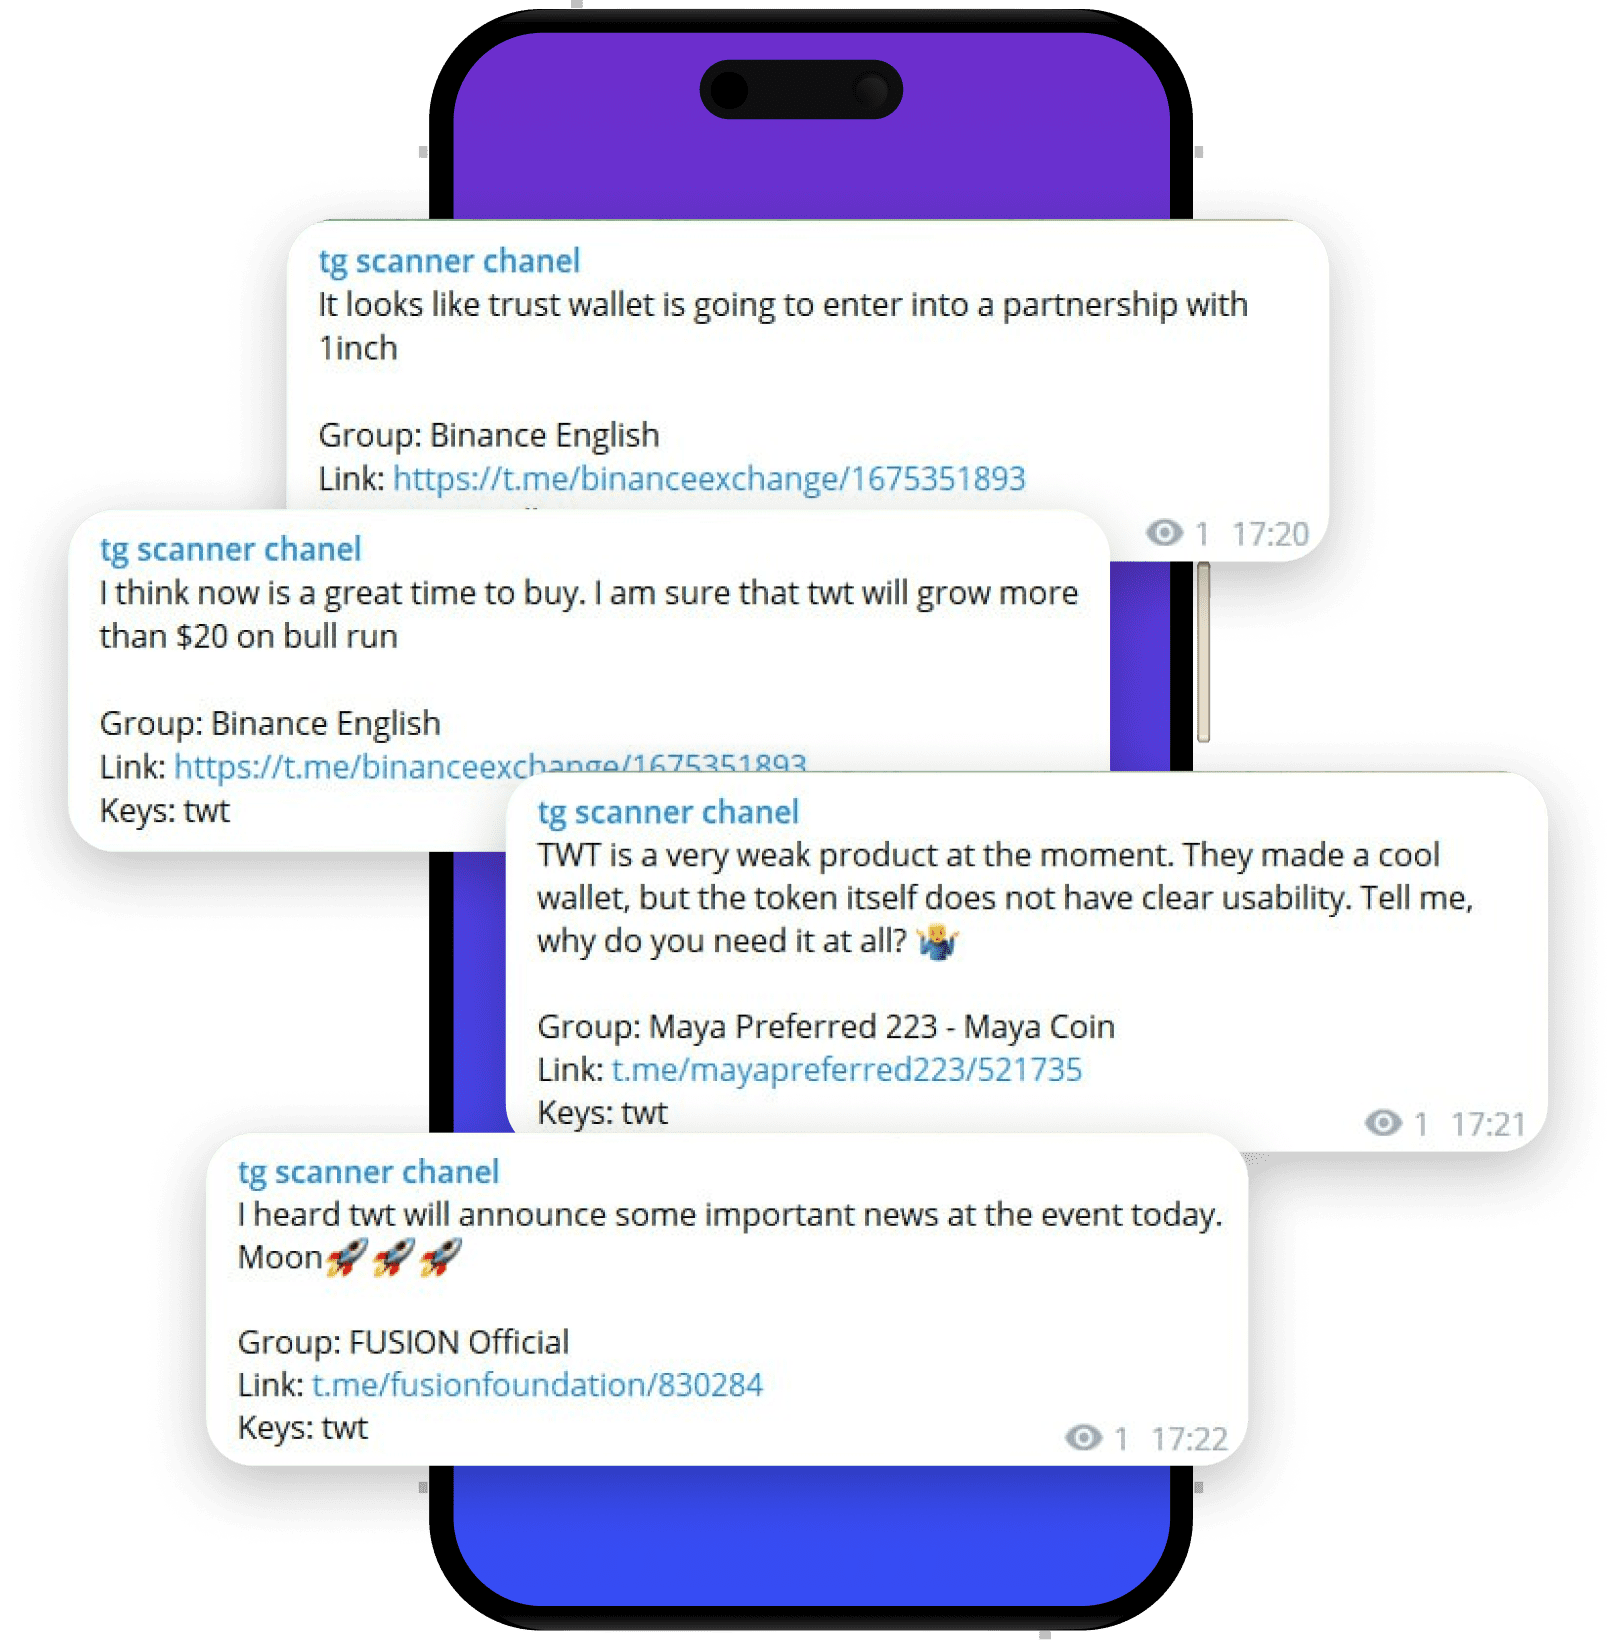 tg scanner chanel
It looks like trust wallet is going to enter into a partnership with
1inch
Group: Binance English
Link: https://t.me/binanceexchange/1675351893
1 17:20
tg scanner chanel
I think now is a great time to buy. I am sure that twt will grow more
than $20 on bull run
Group: Binance English
Link: https://t.me/binanceexchange/1675351893
Keys: twt
tg scanner chanel
TWT is a very weak product at the moment. They made a cool
wallet, but the token itself does not have clear usability. Tell me,
why do you need it at all? 🤷‍♂️
Group: Maya Preferred 223 - Maya Coin
Link: t.me/mayapreferred223/521735
Keys: twt
1 17:21
tg scanner chanel
I heard twt will announce some important news at the event today.
Moon🚀🚀🚀
Group: FUSION Official
Link: t.me/fusionfoundation/830284
Keys: twt
1 17:22